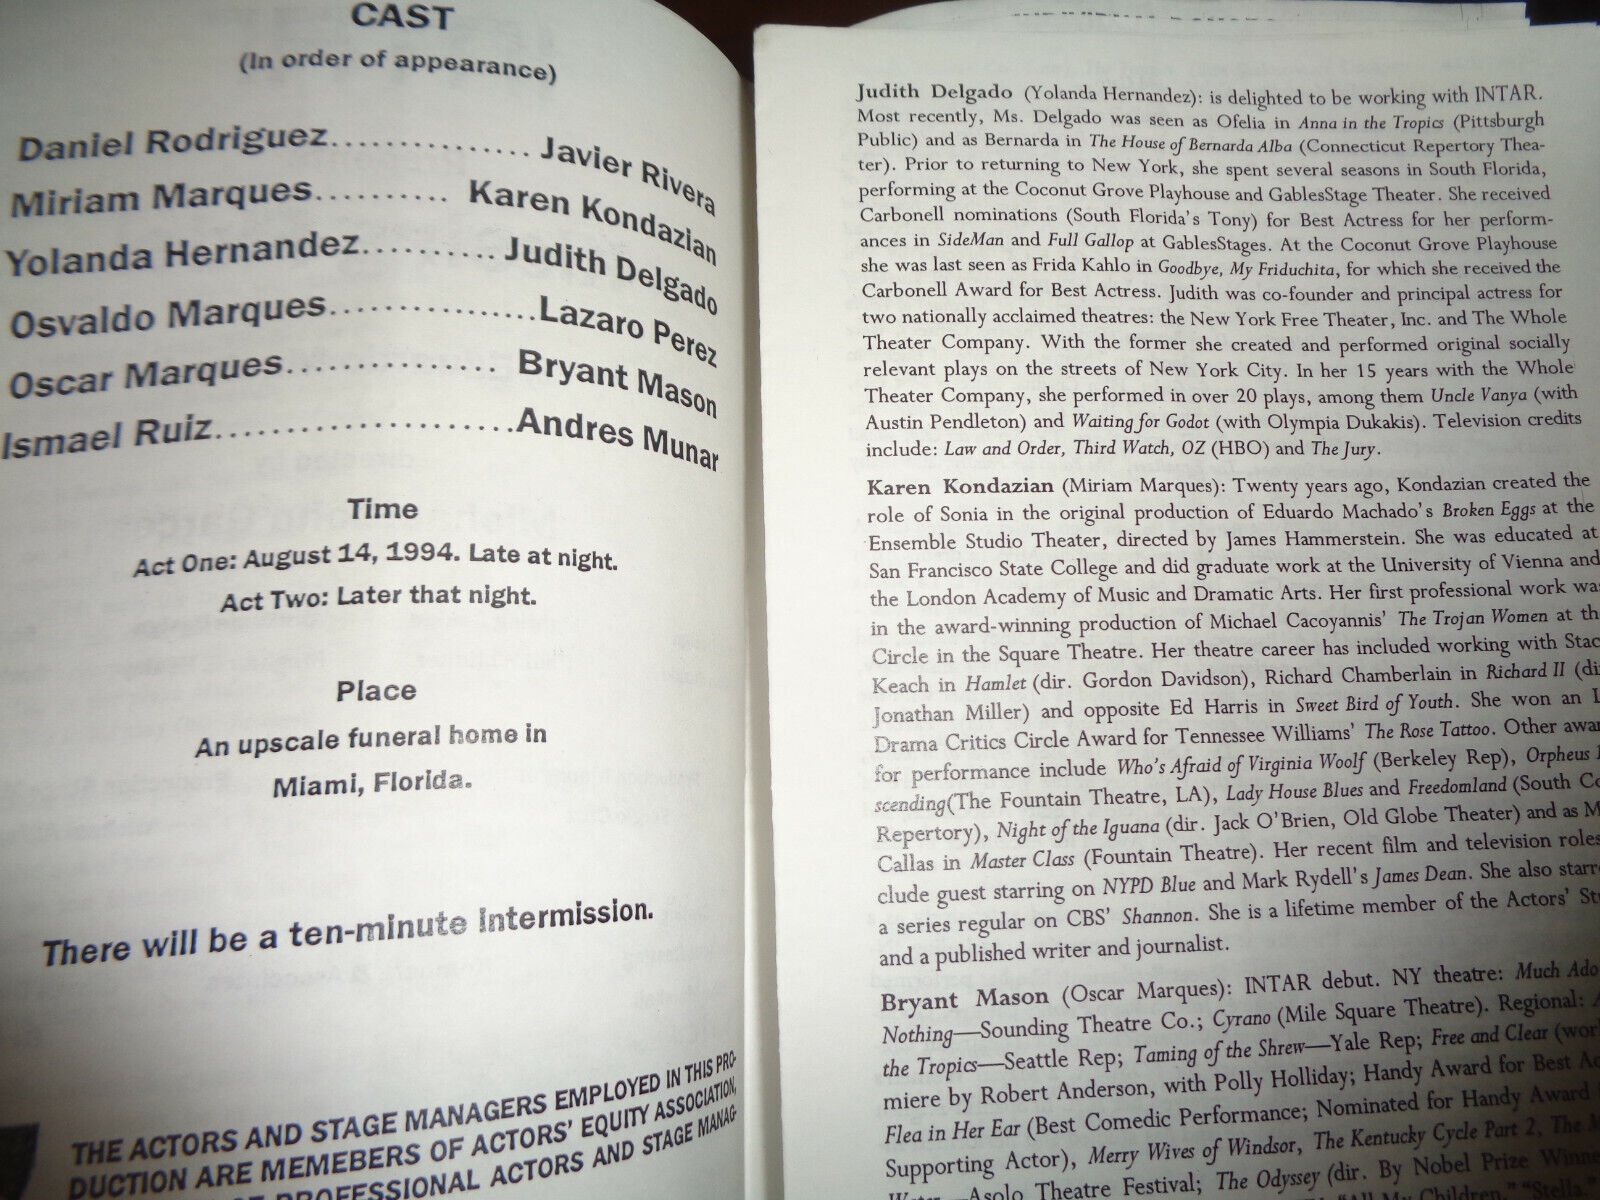 CAST
(In order of appearance)
Daniel Rodriguez............... Javier Rivera
Miriam Marques.......... Karen Kondazian
Yolanda Hernandez.......... Judith Delgado
Osvaldo Marques................Lazaro Perez
Oscar Marques............... Bryant Mason
Ismael Ruiz.....................Andres Munar
Time
Act One: August 14, 1994. Late at night.
Act Two: Later that night.
Place
An upscale funeral home in
Miami, Florida.
There will be a ten-minute intermission.
THE ACTORS AND STAGE MANAGERS EMPLOYED IN THIS PRO-
DUCTION ARE MEMEBERS OF ACTORS' EQUITY ASSOCIATION,
PROFESSIONAL ACTORS AND STAGE MANAG-
Judith Delgado (Yolanda Hernandez): is delighted to be working with INTAR.
Most recently, Ms. Delgado was seen as Ofelia in Anna in the Tropics (Pittsburgh
Public) and as Bernarda in The House of Bernarda Alba (Connecticut Repertory Thea-
ter). Prior to returning to New York, she spent several seasons in South Florida,
performing at the Coconut Grove Playhouse and GablesStage Theater. She received
Carbonell nominations (South Florida's Tony) for Best Actress for her perform-
ances in SideMan and Full Gallop at GablesStages. At the Coconut Grove Playhouse
she was last seen as Frida Kahlo in Goodbye, My Friduchita, for which she received the
Carbonell Award for Best Actress. Judith was co-founder and principal actress for
two nationally acclaimed theatres: the New York Free Theater, Inc. and The Whole
Theater Company. With the former she created and performed original socially
relevant plays on the streets of New York City. In her 15 years with the Whole
Theater Company, she performed in over 20 plays, among them Uncle Vanya (with
Austin Pendleton) and Waiting for Godot (with Olympia Dukakis). Television credits
include: Law and Order, Third Watch, OZ (HBO) and The Jury.
Karen Kondazian (Miriam Marques): Twenty years ago, Kondazian created the
role of Sonia in the original production of Eduardo Machado's Broken Eggs at the
Ensemble Studio Theater, directed by James Hammerstein. She was educated at
San Francisco State College and did graduate work at the University of Vienna and
the London Academy of Music and Dramatic Arts. Her first professional work was
in the award-winning production of Michael Cacoyannis' The Trojan Women at th
Circle in the Square Theatre. Her theatre career has included working with Stac
Keach in Hamlet (dir. Gordon Davidson), Richard Chamberlain in Richard II (di
Jonathan Miller) and opposite Ed Harris in Sweet Bird of Youth. She won an L
Drama Critics Circle Award for Tennessee Williams' The Rose Tattoo. Other awar
for performance include Who's Afraid of Virginia Woolf (Berkeley Rep), Orpheus
scending(The Fountain Theatre, LA), Lady House Blues and Freedomland (South Co
Repertory), Night of the Iguana (dir. Jack O'Brien, Old Globe Theater) and as M
Callas in Master Class (Fountain Theatre). Her recent film and television roles
clude guest starring on NYPD Blue and Mark Rydell's James Dean. She also starr
a series regular on CBS' Shannon. She is a lifetime member of the Actors' St
and a published writer and journalist.
Bryant Mason (Oscar Marques): INTAR debut. NY theatre: Much Ado
Nothing—Sounding Theatre Co.; Cyrano (Mile Square Theatre). Regional:
the Tropics—Seattle Rep; Taming of the Shrew—Yale Rep; Free and Clear (wor
miere by Robert Anderson, with Polly Holliday; Handy Award for Best Ac
Flea in Her Ear (Best Comedic Performance; Nominated for Handy Award
Supporting Actor), Merry Wives of Windsor, The Kentucky Cycle Part 2, The M
Asolo Theatre Festival; The Odyssey (dir. By Nobel Prize Winne
"All My Children," "Stella